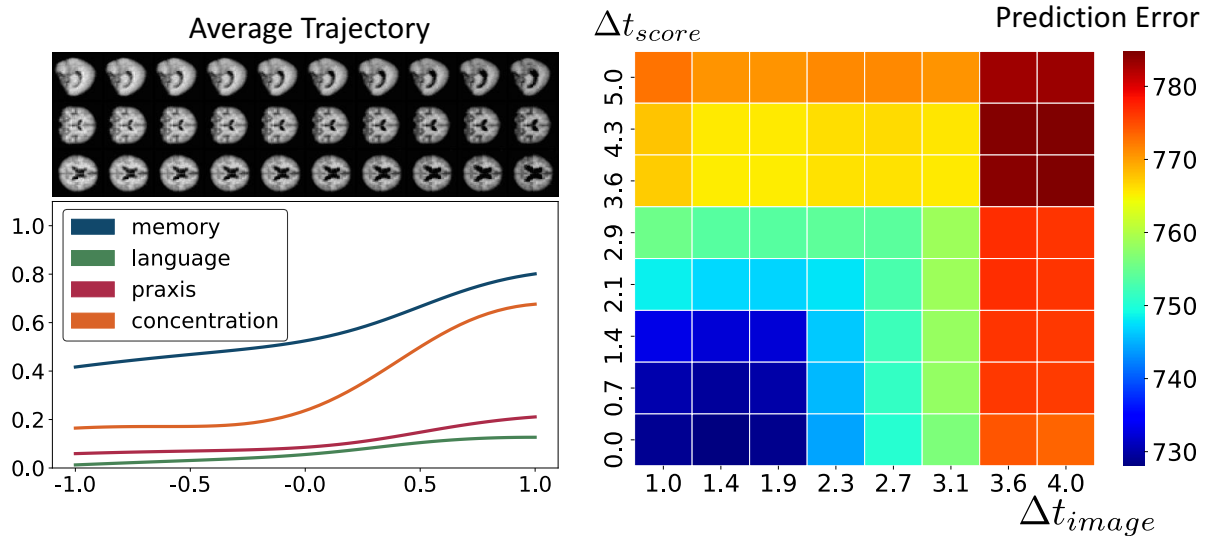 Average Trajectory
1.0
0.8
0.6
0.4
0.2
0.0
memory
language
praxis
concentration
-1.0 -0.5 -0.0 0.5 1.0
Δt_score
Prediction Error
5.0
4.3
3.6
2.9
2.1
1.4
0.7
0.0
1.0 1.4 1.9 2.3 2.7 3.1 3.6 4.0
Δt_image
780
770
760
750
740
730